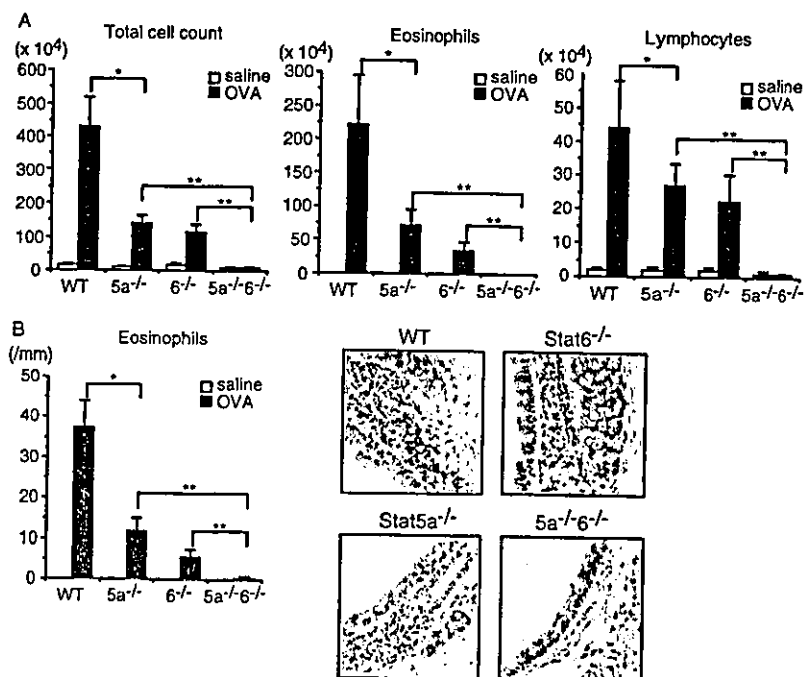 A
Total cell count
(x 10⁴)
600
500
400
300
200
100
0
saline
OVA
*
**
**
WT 5a⁻/⁻ 6⁻/⁻ 5a⁻/⁻6⁻/⁻
Eosinophils
(x 10⁴)
300
250
200
150
100
50
0
saline
OVA
*
**
**
WT 5a⁻/⁻ 6⁻/⁻ 5a⁻/⁻6⁻/⁻
Lymphocytes
(x 10⁴)
60
50
40
30
20
10
0
saline
OVA
*
**
**
WT 5a⁻/⁻ 6⁻/⁻ 5a⁻/⁻6⁻/⁻
B
Eosinophils
(/mm)
50
40
30
20
10
0
saline
OVA
*
**
**
WT 5a⁻/⁻ 6⁻/⁻ 5a⁻/⁻6⁻/⁻
WT
Stat6⁻/⁻
Stat5a⁻/⁻
5a⁻/⁻6⁻/⁻